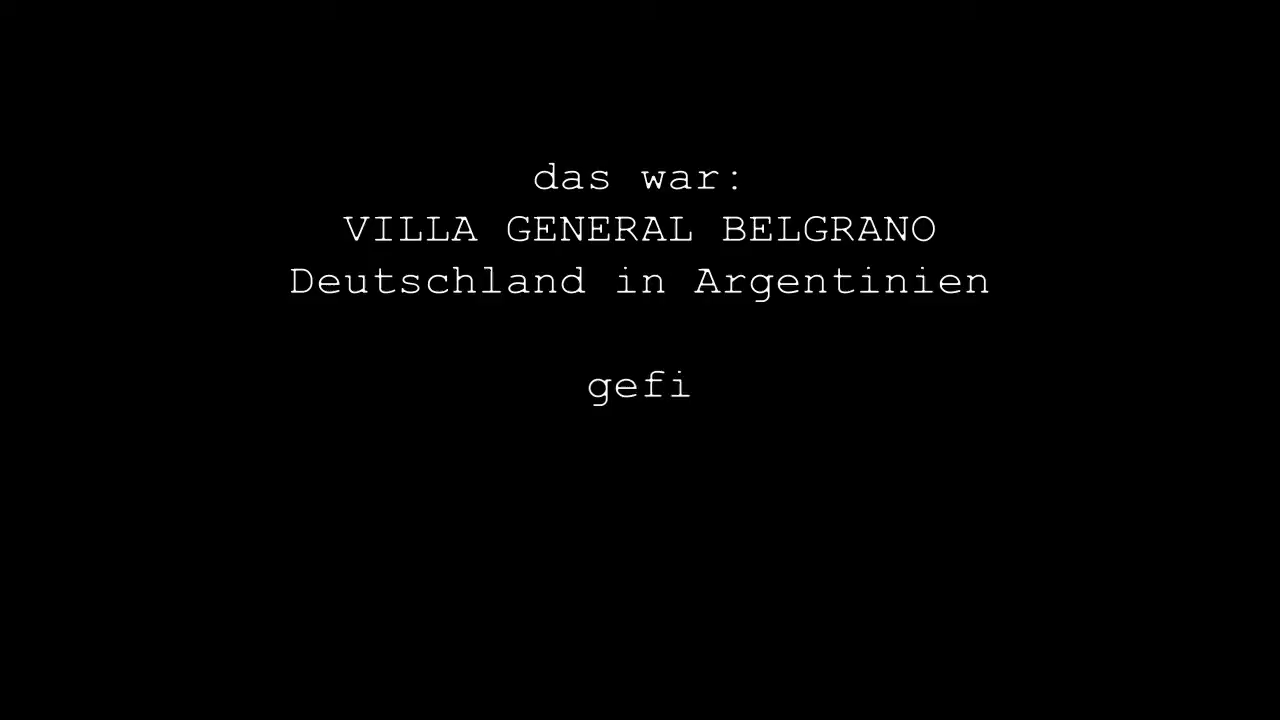 das war:
VILLA GENERAL BELGRANO
Deutschland in Argentinien
gefi